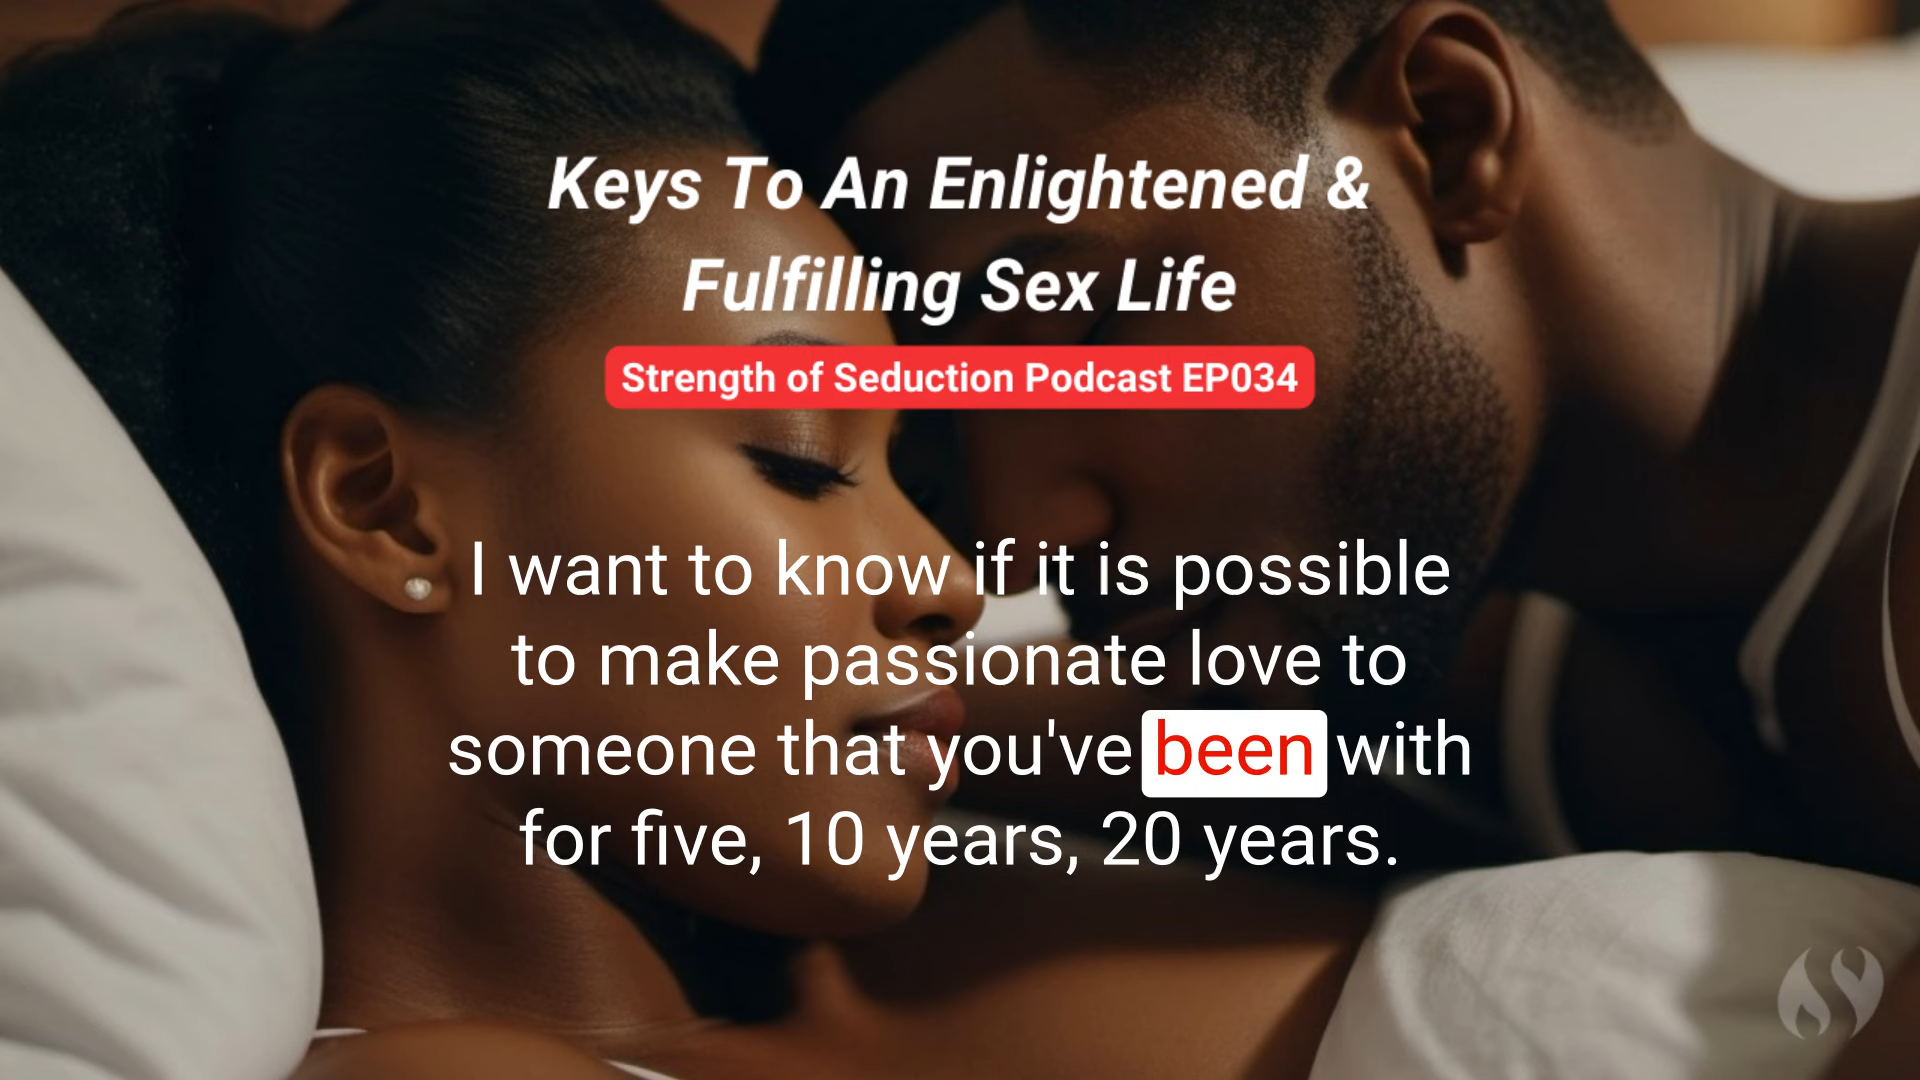 Keys To An Enlightened &
Fulfilling Sex Life
Strength of Seduction Podcast EP034
I want to know if it is possible
to make passionate love to
someone that you've been with
for five, 10 years, 20 years.